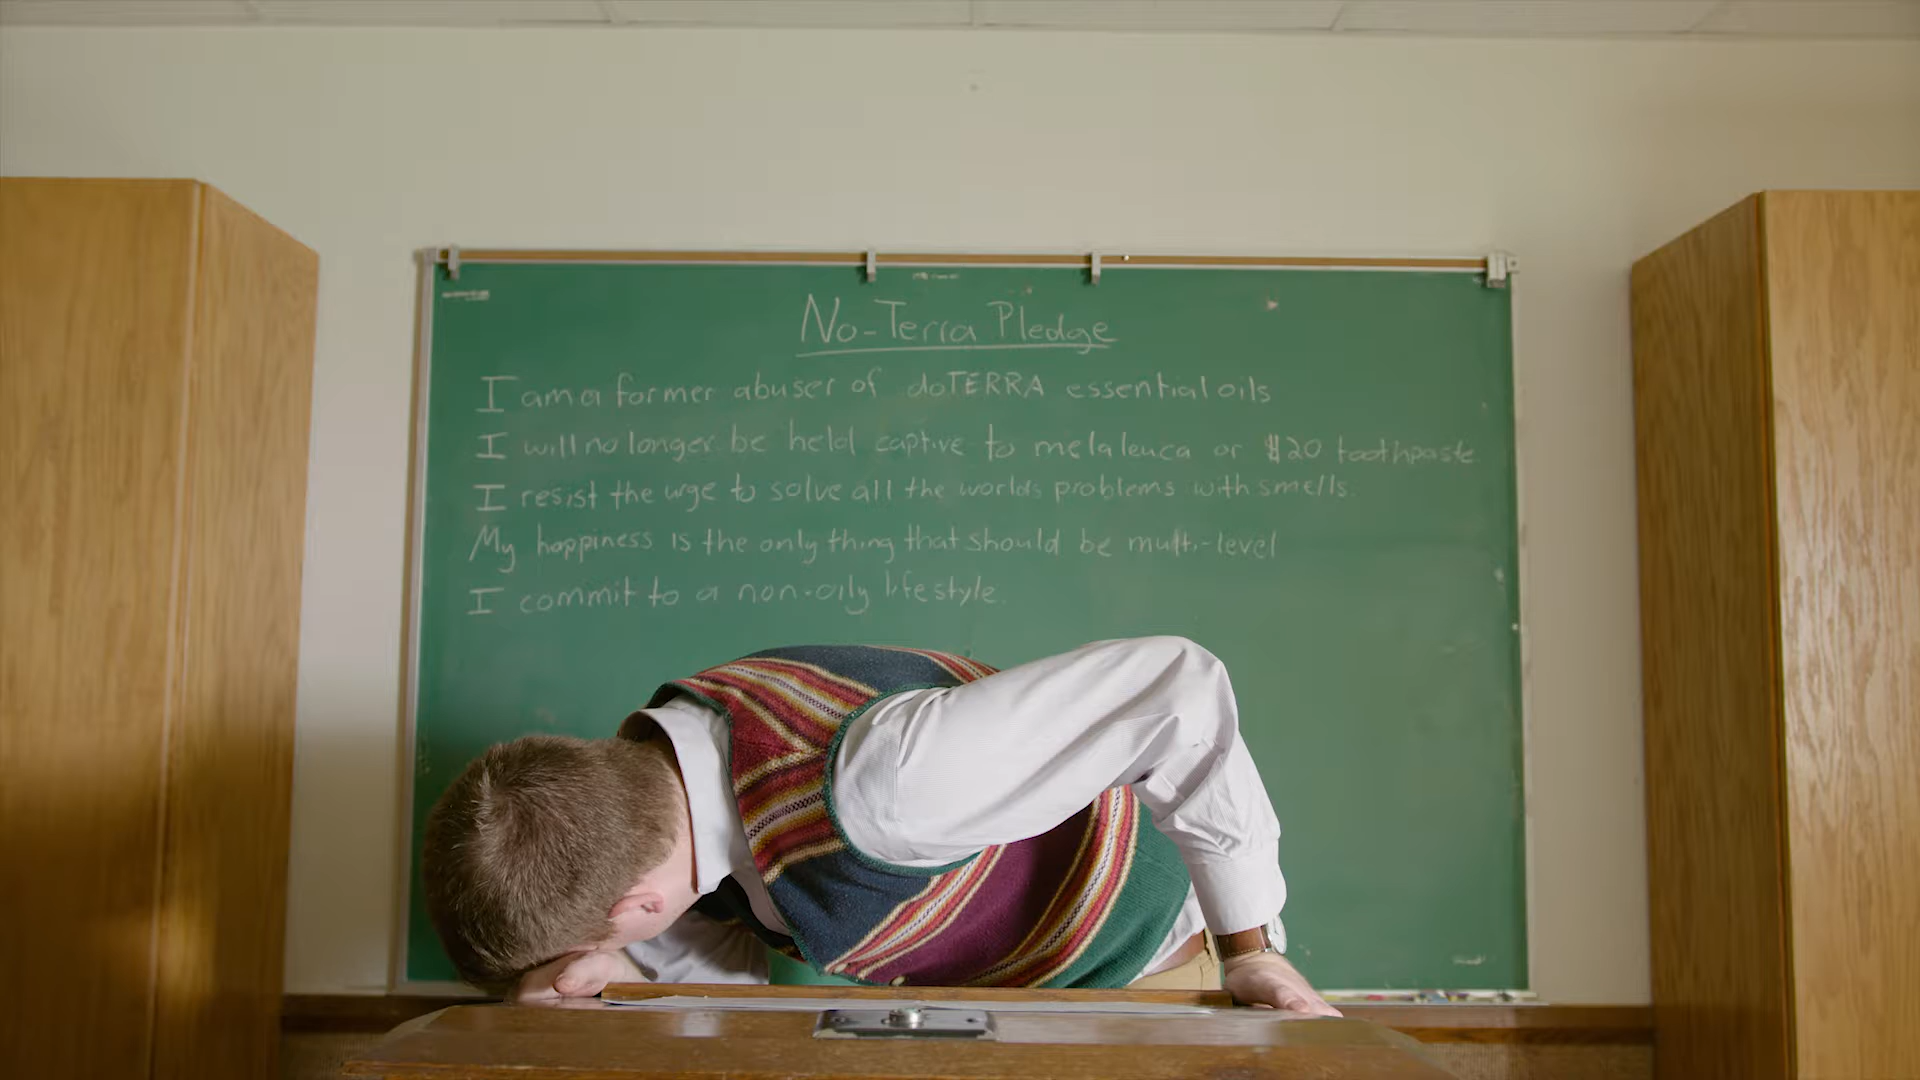 No-Terra Pledge
I am a former abuser of doTERRA essential oils
I will no longer be held captive to melaleuca or $20 toothpaste
I resist the urge to solve all the worlds problems with smells.
My happiness is the only thing that should be multi-level
I commit to a non-oily lifestyle.